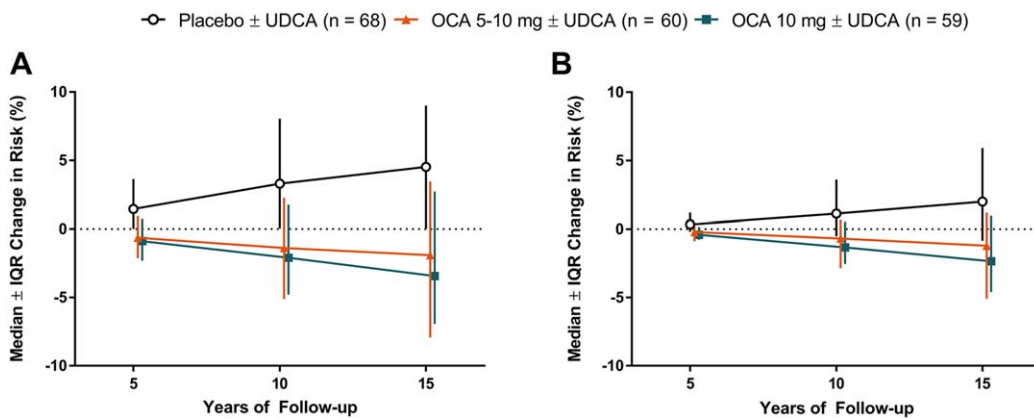 Placebo ± UDCA (n = 68) OCA 5-10 mg ± UDCA (n = 60) OCA 10 mg ± UDCA (n = 59)
A
Median ± IQR Change in Risk (%)
10
5
0
-5
-10
5 10 15
Years of Follow-up
B
Median ± IQR Change in Risk (%)
10
5
0
-5
-10
5 10 15
Years of Follow-up